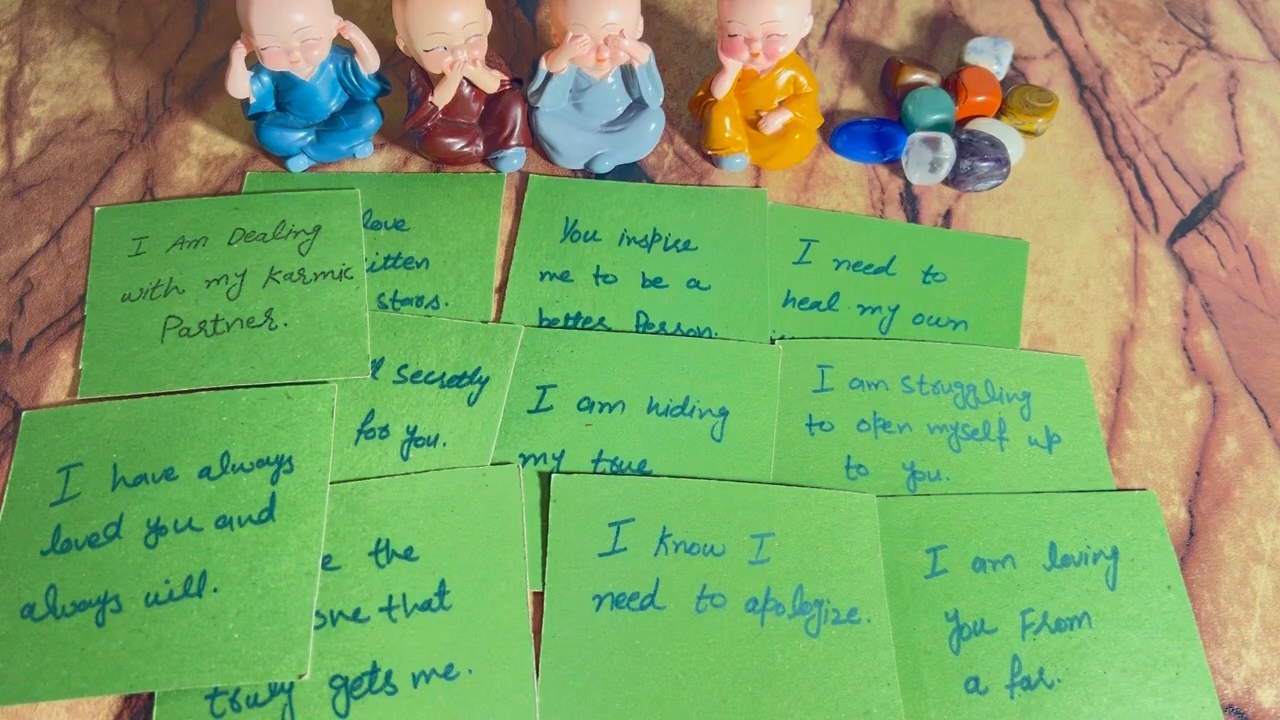 I Am Dealing
with my Karmic
Partner.
love
itten
stars.
You inspire
me to be a
better Person.
I need to
heal my own
secretly
for you.
I am hiding
my true
I am struggling
to open myself up
to you.
I have always
loved you and
always will.
e the
one that
truly gets me.
I know I
need to apologize.
I am loving
you From
a far.